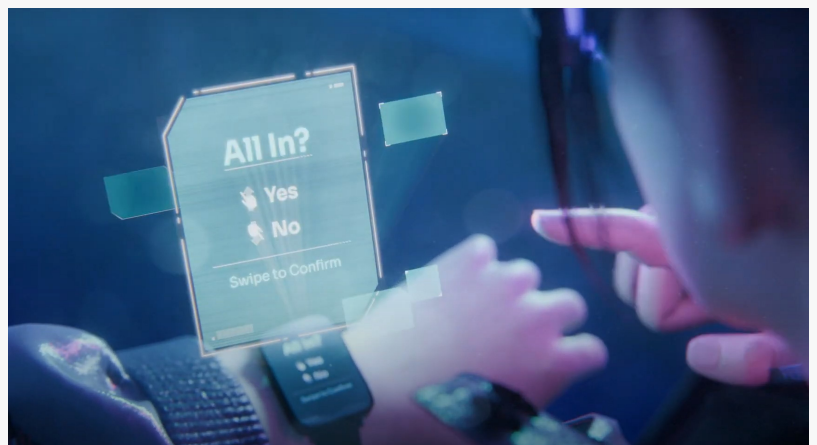 All In?
Yes
No
Swipe to Confirm